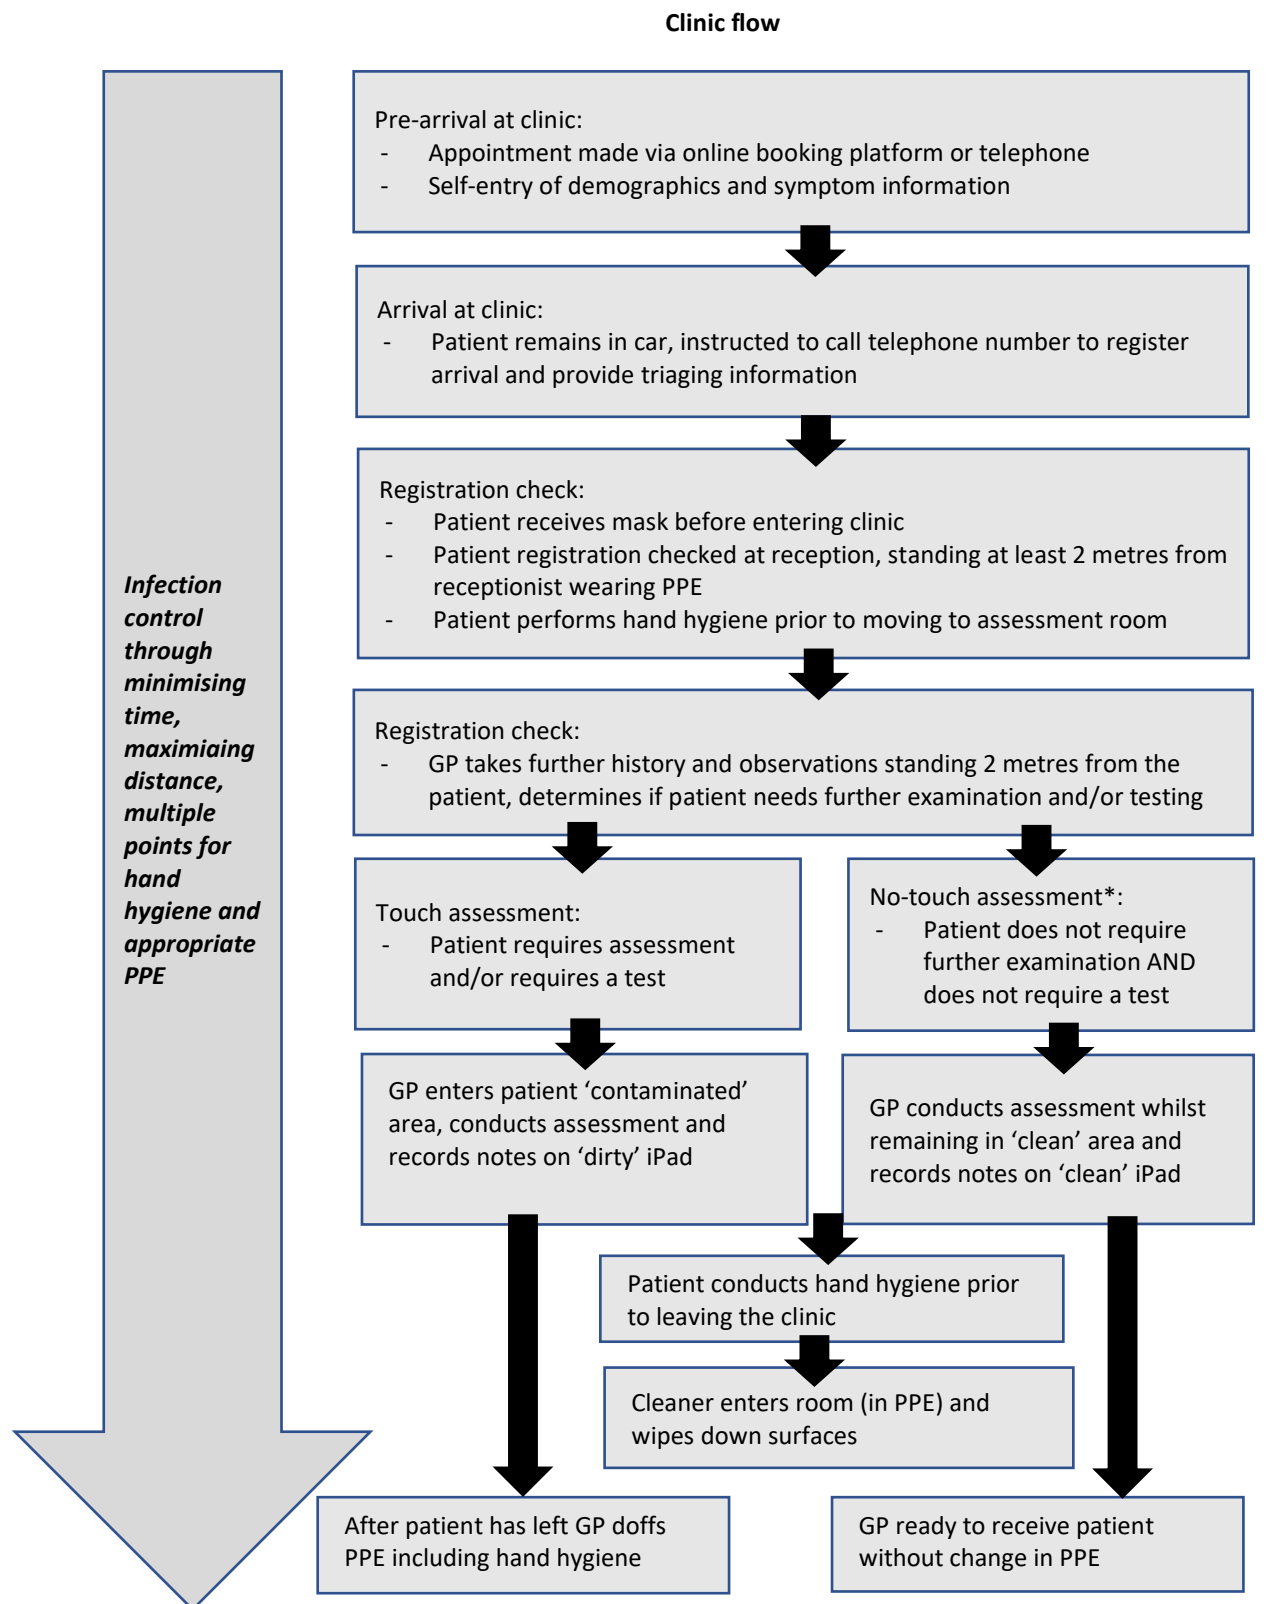 Clinic flow
Pre-arrival at clinic:
- Appointment made via online booking platform or telephone
- Self-entry of demographics and symptom information
Arrival at clinic:
- Patient remains in car, instructed to call telephone number to register
arrival and provide triaging information
Registration check:
- Patient receives mask before entering clinic
- Patient registration checked at reception, standing at least 2 metres from
receptionist wearing PPE
- Patient performs hand hygiene prior to moving to assessment room
Infection
control
through
minimising
time,
maximiaing
distance,
multiple
points for
hand
hygiene and
appropriate
PPE
Registration check:
- GP takes further history and observations standing 2 metres from the
patient, determines if patient needs further examination and/or testing
Touch assessment:
- Patient requires assessment
and/or requires a test
No-touch assessment*:
- Patient does not require
further examination AND
does not require a test
GP enters patient ‘contaminated’
area, conducts assessment and
records notes on ‘dirty’ iPad
GP conducts assessment whilst
remaining in ‘clean’ area and
records notes on ‘clean’ iPad
Patient conducts hand hygiene prior
to leaving the clinic
Cleaner enters room (in PPE) and
wipes down surfaces
After patient has left GP doffs
PPE including hand hygiene
GP ready to receive patient
without change in PPE